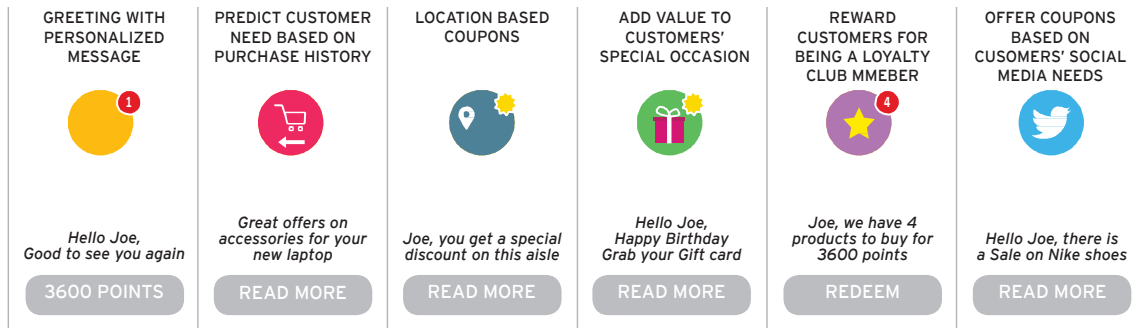 GREETING WITH
PERSONALIZED
MESSAGE
1
Hello Joe,
Good to see you again
3600 POINTS
PREDICT CUSTOMER
NEED BASED ON
PURCHASE HISTORY
Great offers on
accessories for your
new laptop
READ MORE
LOCATION BASED
COUPONS
Joe, you get a special
discount on this aisle
READ MORE
ADD VALUE TO
CUSTOMERS'
SPECIAL OCCASION
Hello Joe,
Happy Birthday
Grab your Gift card
READ MORE
REWARD
CUSTOMERS FOR
BEING A LOYALTY
CLUB MMEBER
4
Joe, we have 4
products to buy for
3600 points
REDEEM
OFFER COUPONS
BASED ON
CUSOMERS' SOCIAL
MEDIA NEEDS
Hello Joe, there is
a Sale on Nike shoes
READ MORE